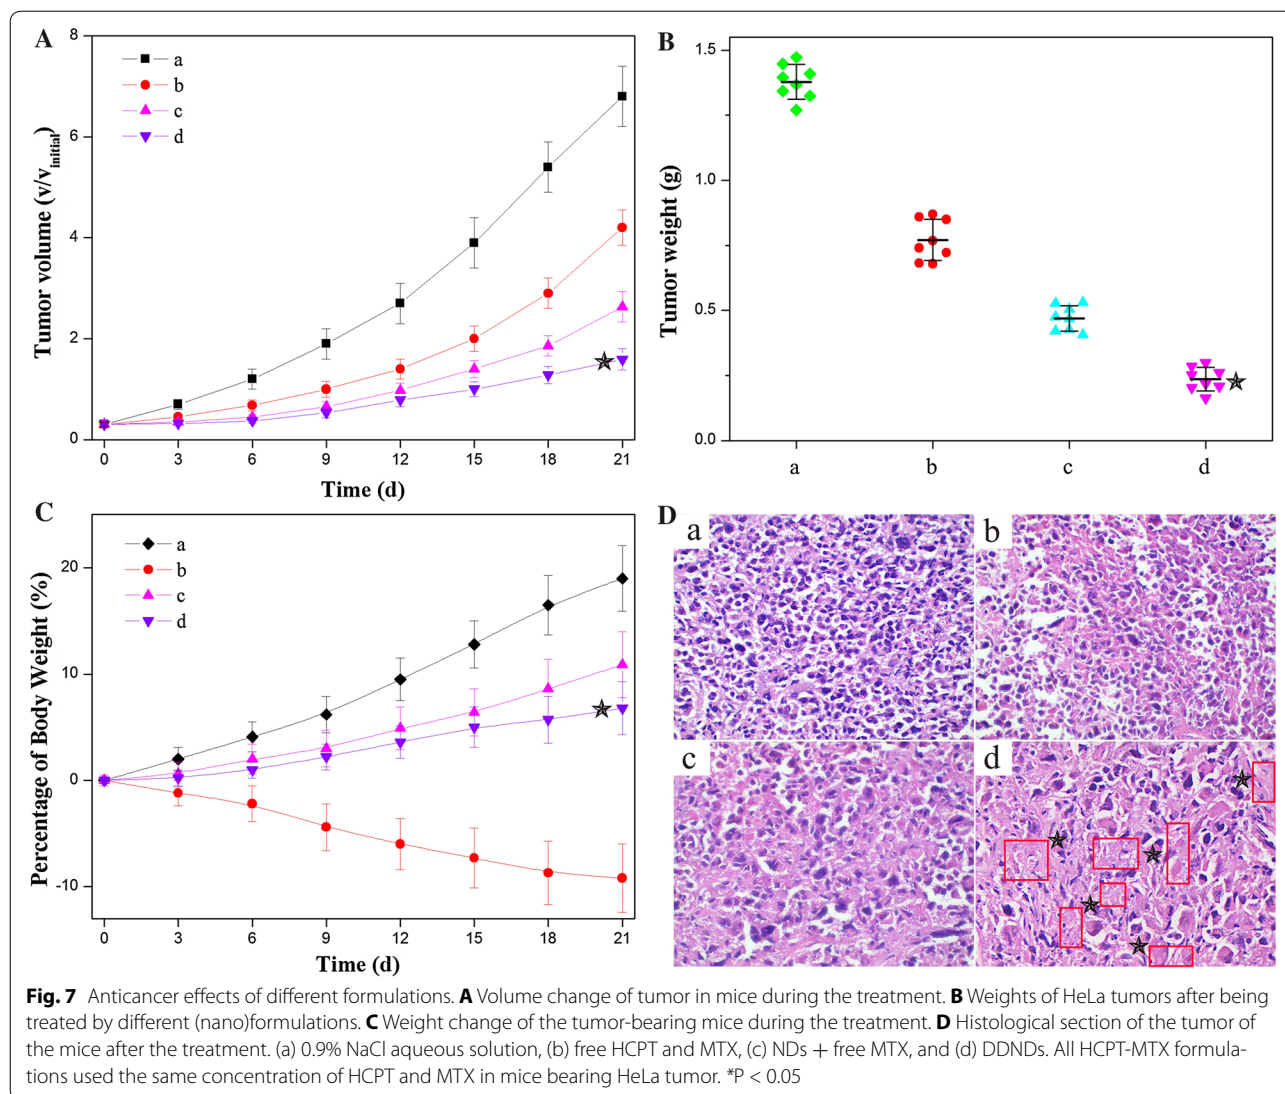 A
8
6
4
2
0
Tumor volume (v/v initial)
a
b
c
d
0 3 6 9 12 15 18 21
Time (d)
B
1.5
1.0
0.5
0.0
Tumor weight (g)
a b c d
C
20
10
0
-10
Percentage of Body Weight (%)
a
b
c
d
0 3 6 9 12 15 18 21
Time (d)
D
a b
c d
Fig. 7 Anticancer effects of different formulations. A Volume change of tumor in mice during the treatment. B Weights of HeLa tumors after being
treated by different (nano)formulations. C Weight change of the tumor-bearing mice during the treatment. D Histological section of the tumor of
the mice after the treatment. (a) 0.9% NaCl aqueous solution, (b) free HCPT and MTX, (c) NDs + free MTX, and (d) DDNDs. All HCPT-MTX formula-
tions used the same concentration of HCPT and MTX in mice bearing HeLa tumor. *P < 0.05